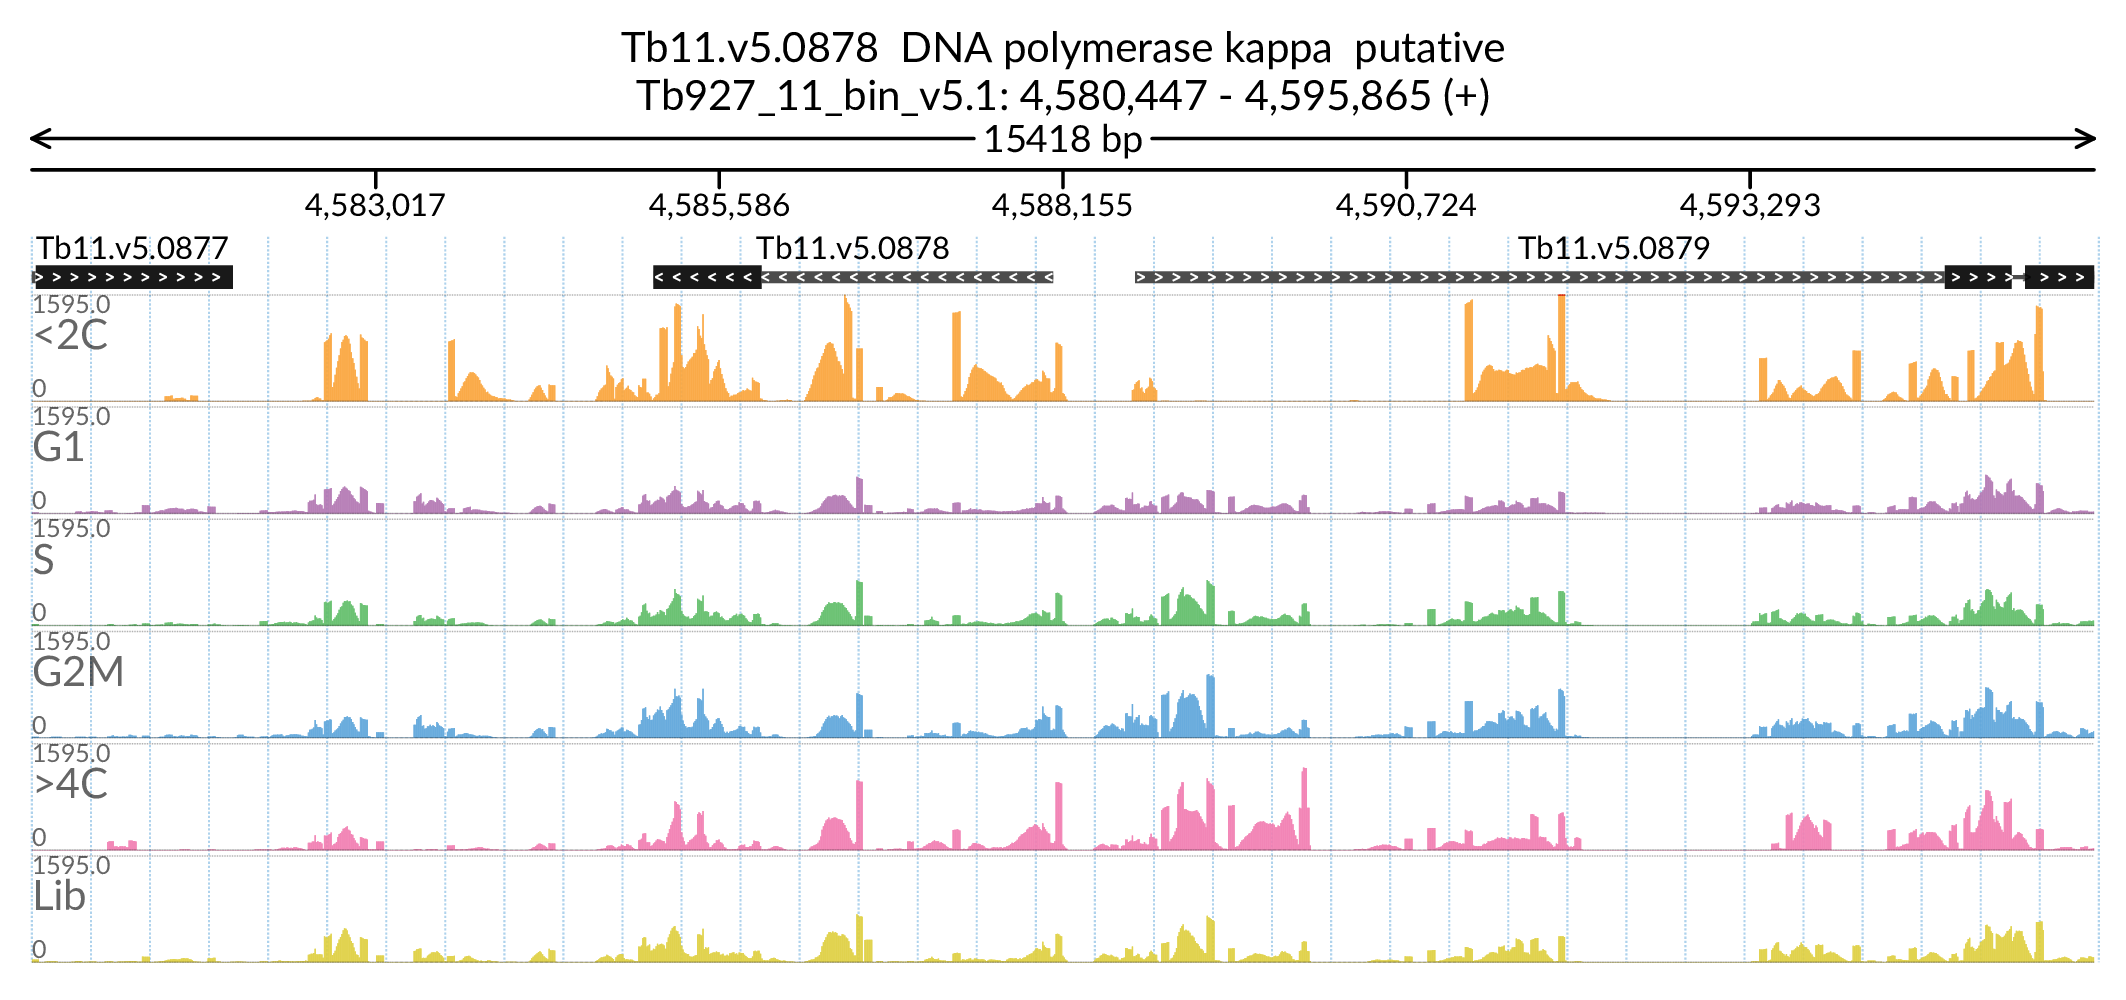 Tb11.v5.0878  DNA polymerase kappa  putative
Tb927_11_bin_v5.1: 4,580,447 - 4,595,865 (+)
15418 bp
4,583,017 4,585,586 4,588,155 4,590,724 4,593,293
Tb11.v5.0877 Tb11.v5.0878 Tb11.v5.0879
1595.0
<2C
0
1595.0
G1
0
1595.0
S
0
1595.0
G2M
0
1595.0
>4C
0
1595.0
Lib
0